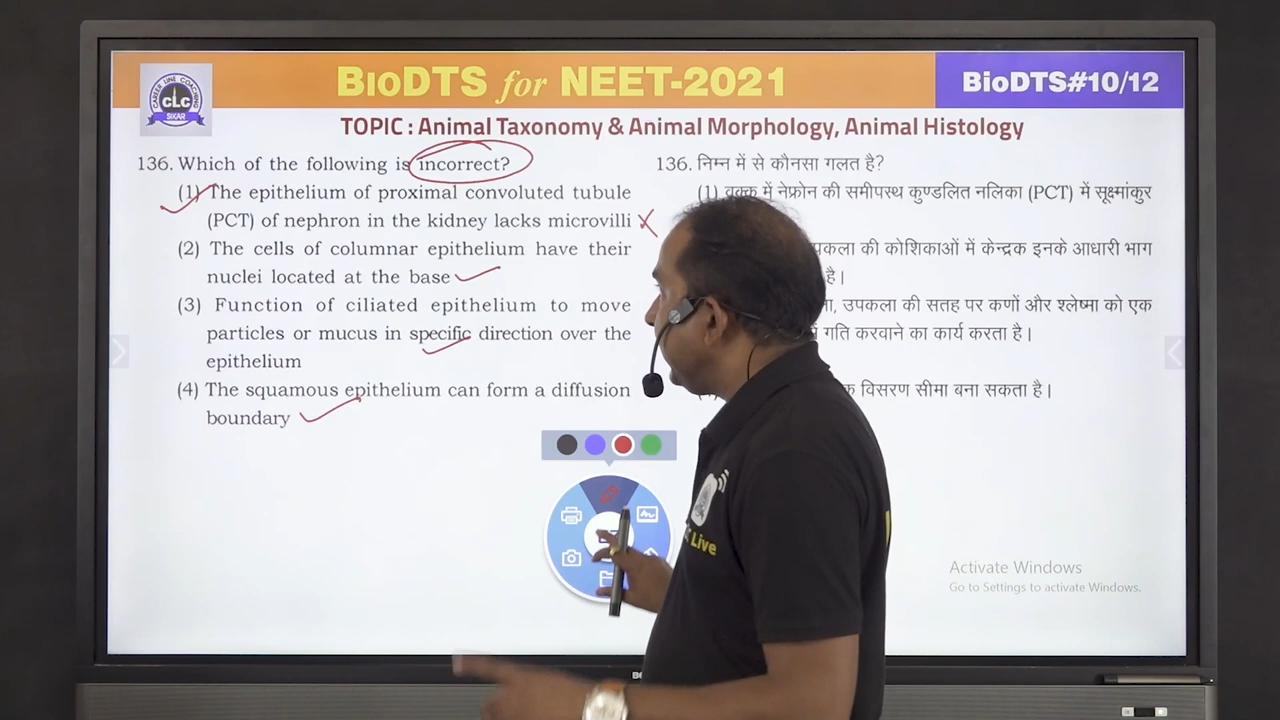 BIODTS for NEET-2021
BioDTS#10/12
CAREER LINE COACHING
CLC
SIKAR
TOPIC : Animal Taxonomy & Animal Morphology, Animal Histology
136. Which of the following is incorrect?
(1) The epithelium of proximal convoluted tubule
(PCT) of nephron in the kidney lacks microvilli
(2) The cells of columnar epithelium have their
nuclei located at the base
(3) Function of ciliated epithelium to move
particles or mucus in specific direction over the
epithelium
(4) The squamous epithelium can form a diffusion
boundary
136. निम्न में से कौनसा गलत है?
(1) वृक्क में नेफ्रोन की समीपस्थ कुण्डलित नलिका (PCT) में सूक्ष्मांकुर
की कोशिकाओं में केन्द्रक इनके आधारी भाग
है।
उपकला की सतह पर कणों और श्लेष्मा को एक
गति करवाने का कार्य करता है।
विसरण सीमा बना सकता है।
Live
Activate Windows
Go to Settings to activate Windows.